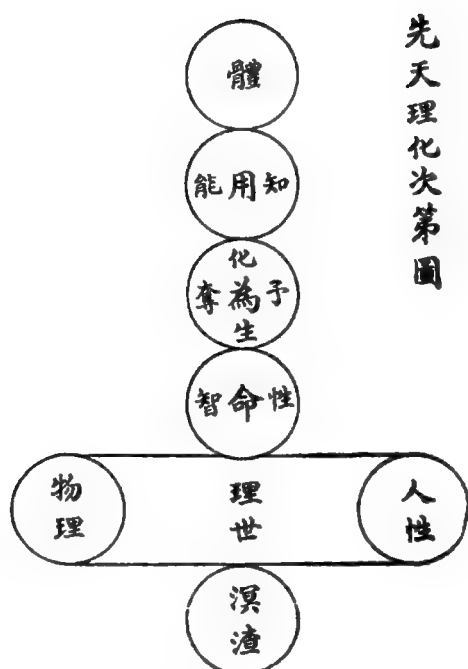 先天理化次第圖
體
知用能
化
予為奪
生
性命智
人性
理世
物理
溟渣